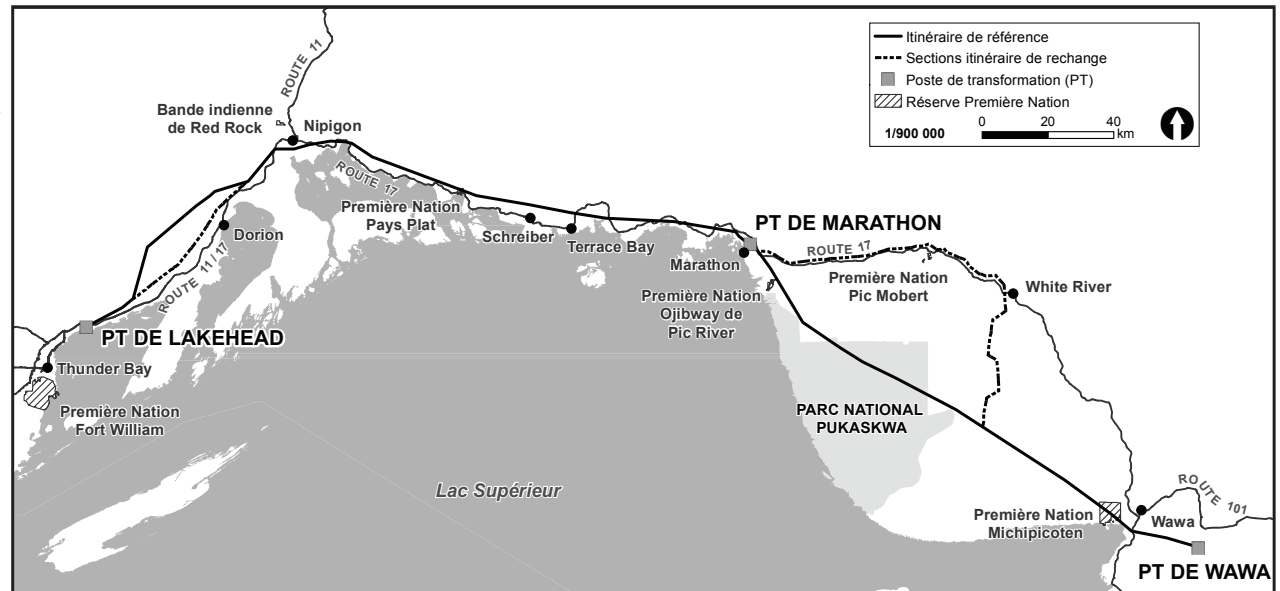 Itinéraire de référence
Sections itinéraire de rechange
Poste de transformation (PT)
Réserve Première Nation
1/900 000
0 20 40
km
ROUTE 11
Bande indienne
de Red Rock
Nipigon
ROUTE 17
Première Nation
Pays Plat
Schreiber
Terrace Bay
Dorion
ROUTE 11/17
PT DE LAKEHEAD
Thunder Bay
Première Nation
Fort William
PT DE MARATHON
Marathon
ROUTE 17
Première Nation
Pic Mobert
White River
Première Nation
Ojibway de
Pic River
PARC NATIONAL
PUKASKWA
Lac Supérieur
Première Nation
Michipicoten
Wawa
ROUTE 101
PT DE WAWA